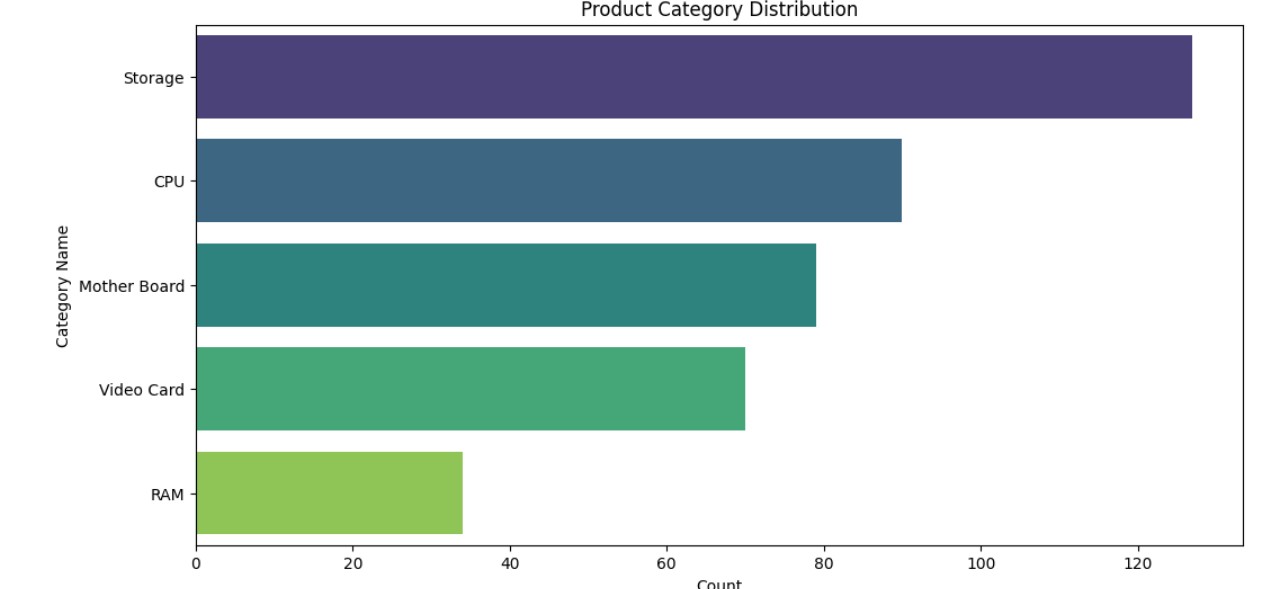 Product Category Distribution
Storage
CPU
Mother Board
Video Card
RAM
Category Name
0 20 40 60 80 100 120
Count